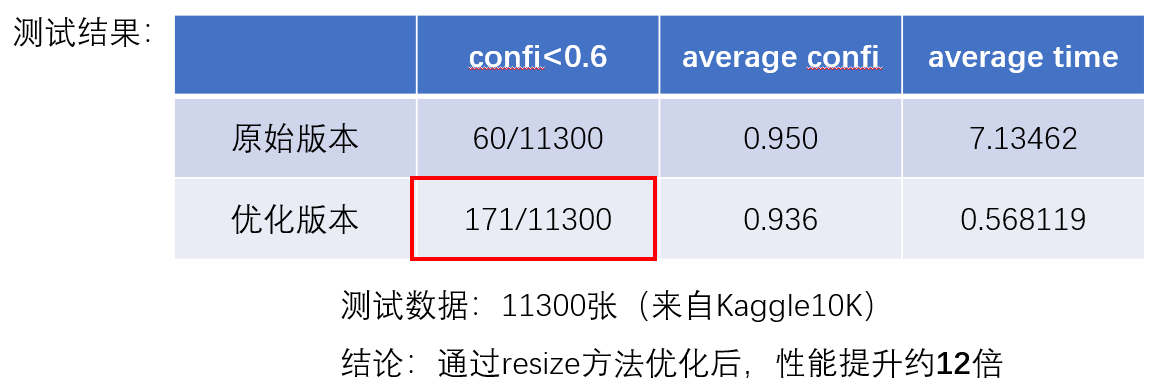 测试结果：
confi<0.6 average confi average time
原始版本 60/11300 0.950 7.13462
优化版本 171/11300 0.936 0.568119
测试数据：11300张（来自Kaggle10K）
结论：通过resize方法优化后，性能提升约12倍